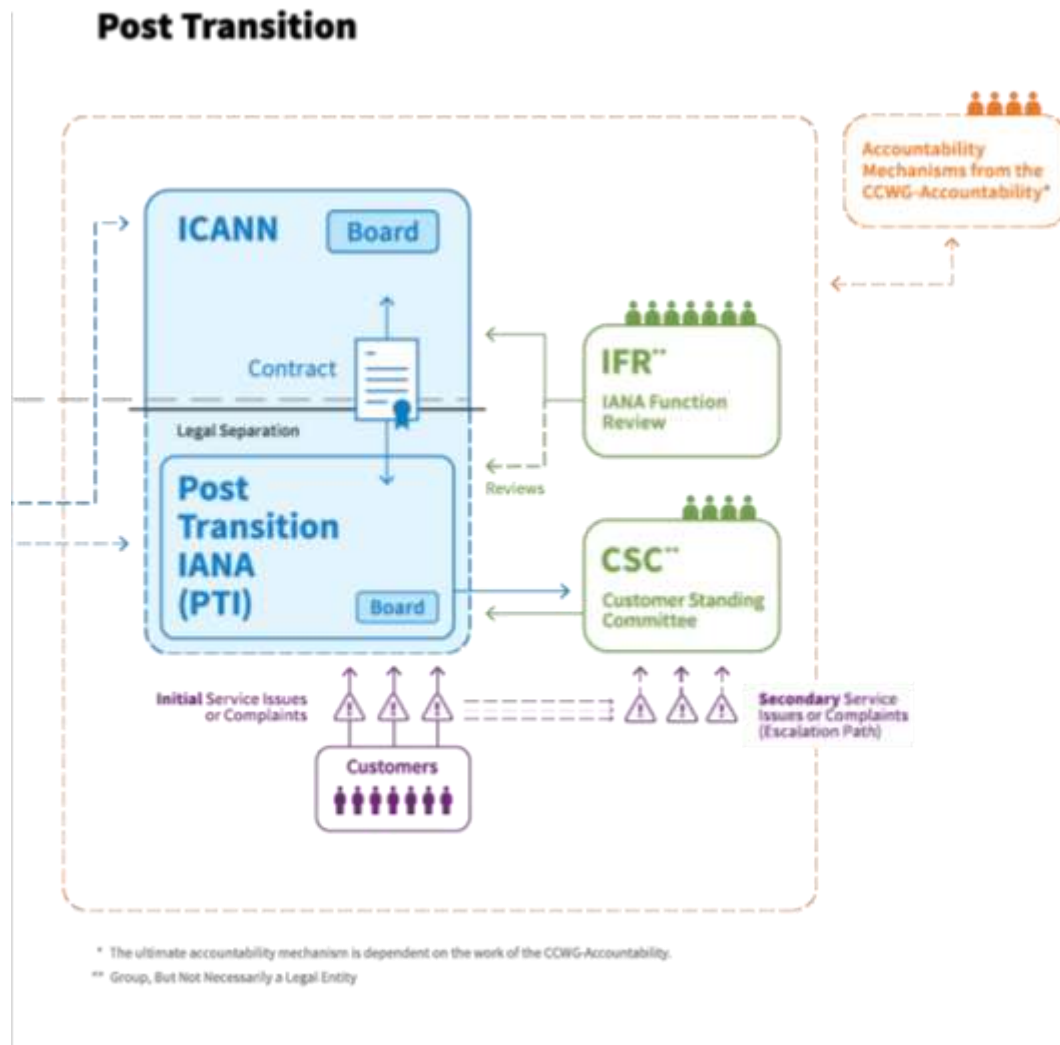 Post Transition
Accountability
Mechanisms from the
CCWG-Accountability*
ICANN
Board
Contract
Legal Separation
IFR**
IANA Function
Review
Reviews
Post
Transition
IANA
(PTI)
Board
CSC**
Customer Standing
Committee
Initial Service Issues
or Complaints
Secondary Service
Issues or Complaints
(Escalation Path)
Customers
* The ultimate accountability mechanism is dependent on the work of the CCWG-Accountability.
** Group, But Not Necessarily a Legal Entity